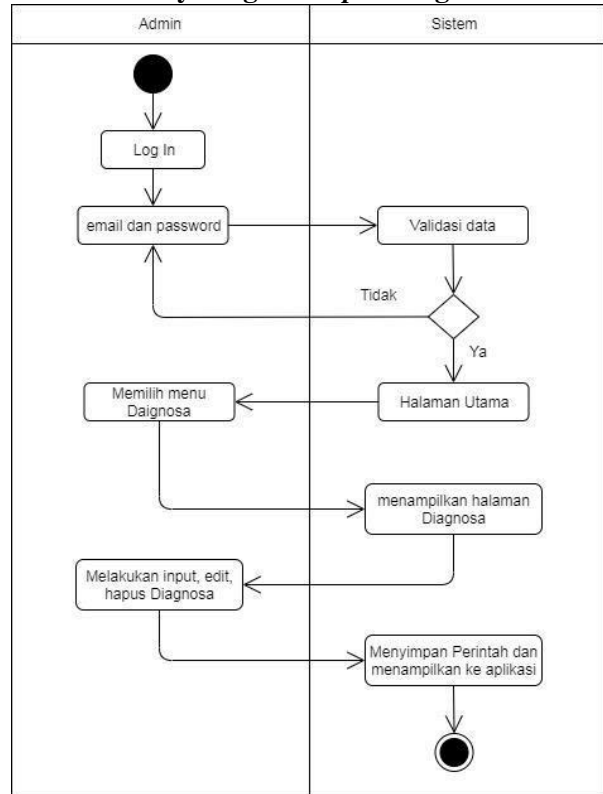 Admin
Sistem
Log In
email dan password
Validasi data
Tidak
Ya
Memilih menu
Daignosa
Halaman Utama
menampilkan halaman
Diagnosa
Melakukan input, edit,
hapus Diagnosa
Menyimpan Perintah dan
menampilkan ke aplikasi